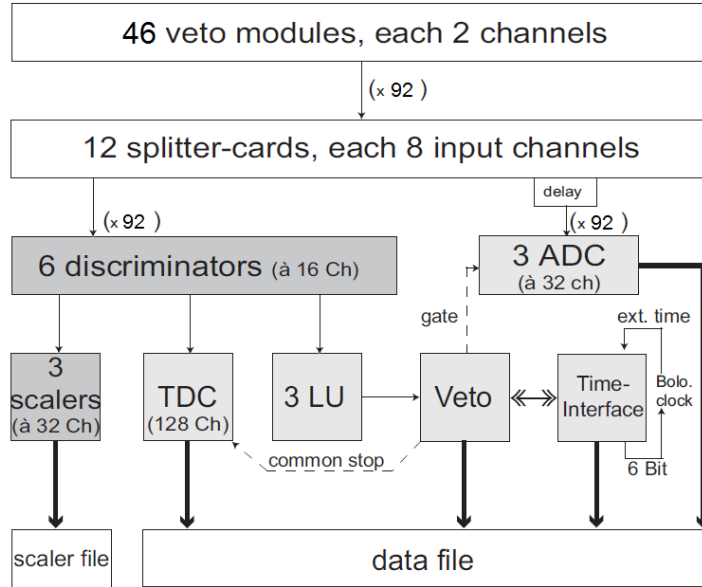 46 veto modules, each 2 channels
(x 92 )
12 splitter-cards, each 8 input channels
delay
(x 92 )
(x 92)
6 discriminators (à 16 Ch)
3 ADC
(à 32 ch)
gate
ext. time
3
scalers
(à 32 Ch)
TDC
(128 Ch)
3 LU
Veto
Time-
Interface
Bolo.
clock
common stop
6 Bit
scaler file
data file